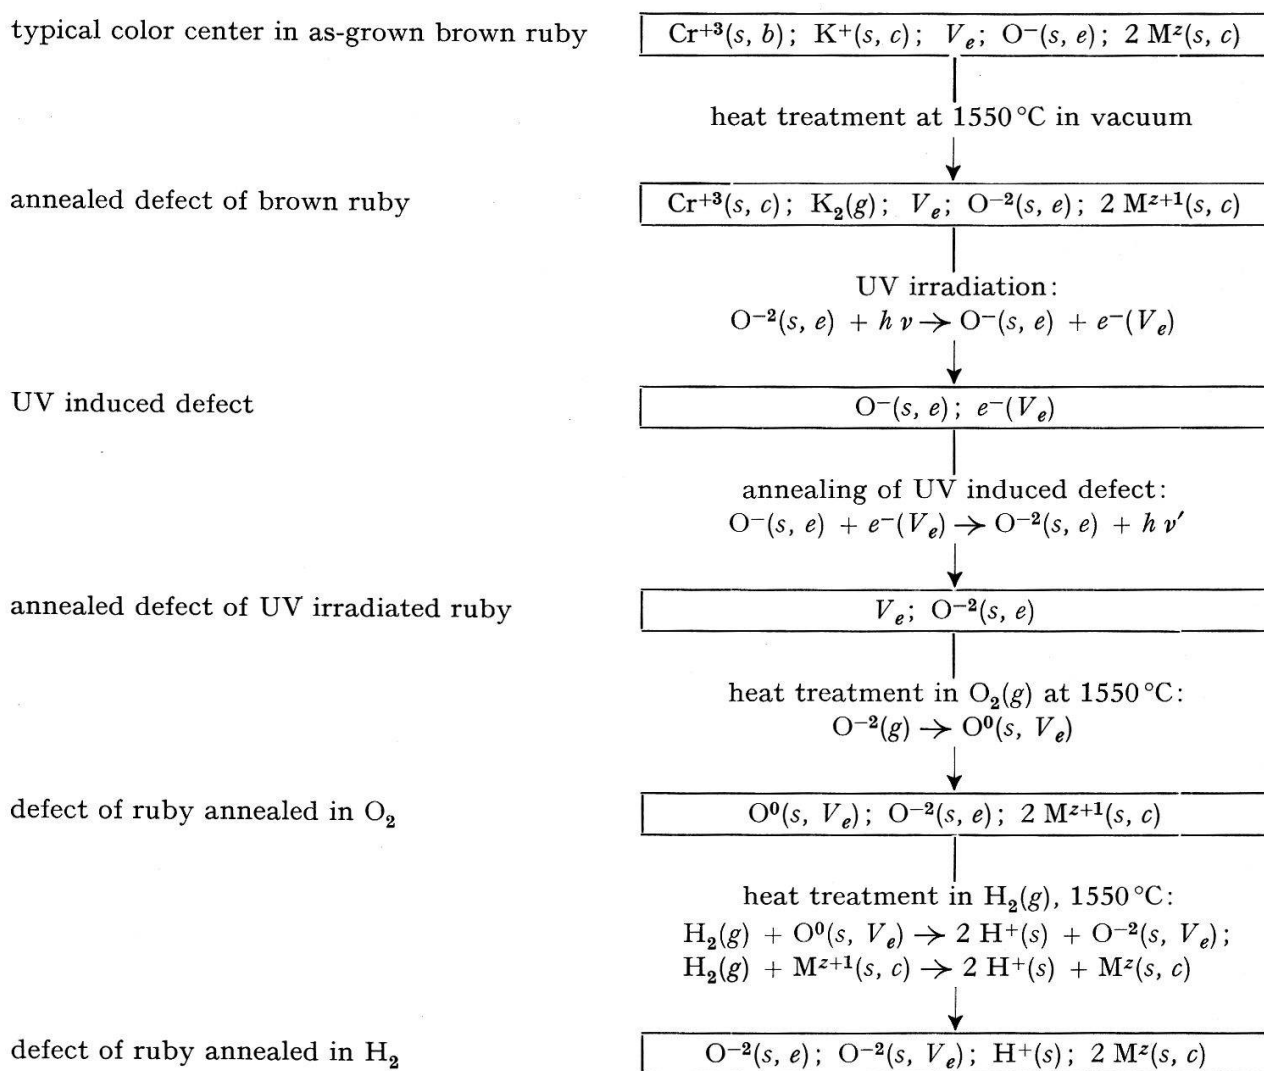 typical color center in as-grown brown ruby
Cr⁺³(s, b); K⁺(s, c); Vₑ; O⁻(s, e); 2 Mᶻ(s, c)
heat treatment at 1550 °C in vacuum
annealed defect of brown ruby
Cr⁺³(s, c); K₂(g); Vₑ; O⁻²(s, e); 2 Mᶻ⁺¹(s, c)
UV irradiation:
O⁻²(s, e) + h ν → O⁻(s, e) + e⁻(Vₑ)
UV induced defect
O⁻(s, e); e⁻(Vₑ)
annealing of UV induced defect:
O⁻(s, e) + e⁻(Vₑ) → O⁻²(s, e) + h ν′
annealed defect of UV irradiated ruby
Vₑ; O⁻²(s, e)
heat treatment in O₂(g) at 1550 °C:
O⁻²(g) → O⁰(s, Vₑ)
defect of ruby annealed in O₂
O⁰(s, Vₑ); O⁻²(s, e); 2 Mᶻ⁺¹(s, c)
heat treatment in H₂(g), 1550 °C:
H₂(g) + O⁰(s, Vₑ) → 2 H⁺(s) + O⁻²(s, Vₑ);
H₂(g) + Mᶻ⁺¹(s, c) → 2 H⁺(s) + Mᶻ(s, c)
defect of ruby annealed in H₂
O⁻²(s, e); O⁻²(s, Vₑ); H⁺(s); 2 Mᶻ(s, c)